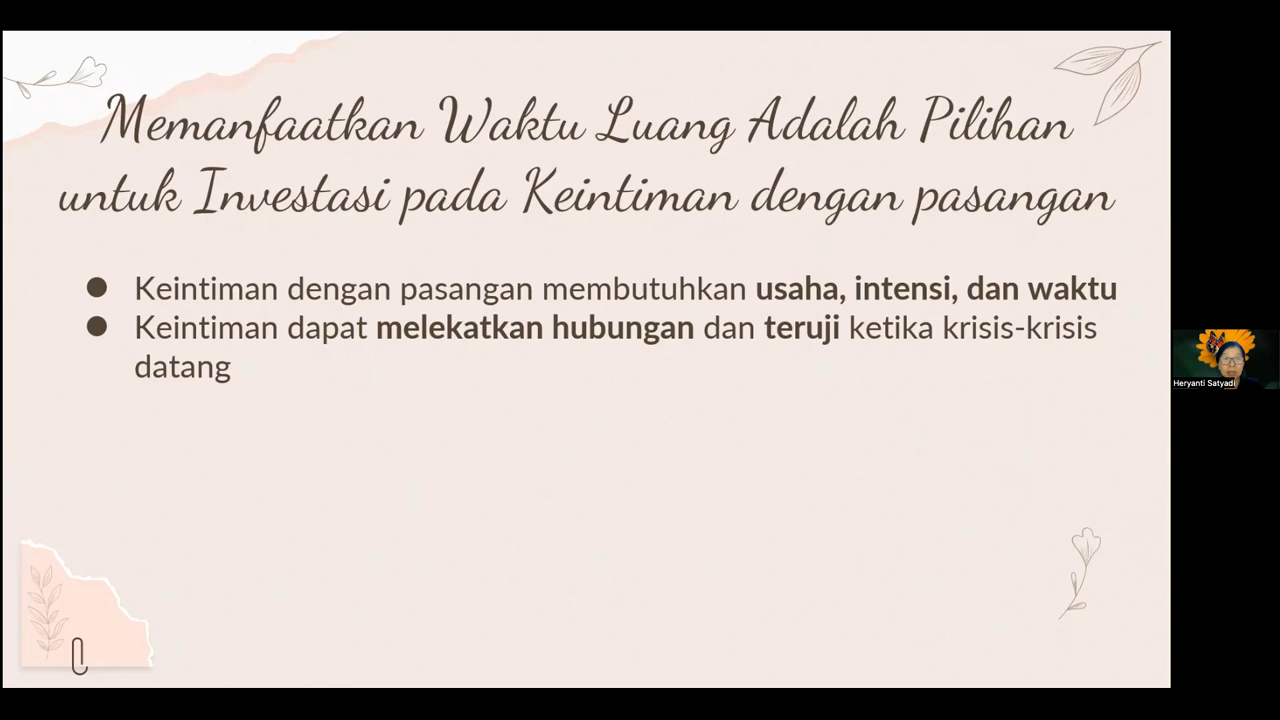 Memanfaatkan Waktu Luang Adalah Pilihan
untuk Investasi pada Keintiman dengan pasangan
● Keintiman dengan pasangan membutuhkan usaha, intensi, dan waktu
● Keintiman dapat melekatkan hubungan dan teruji ketika krisis-krisis
datang
Heryanti Satyadi